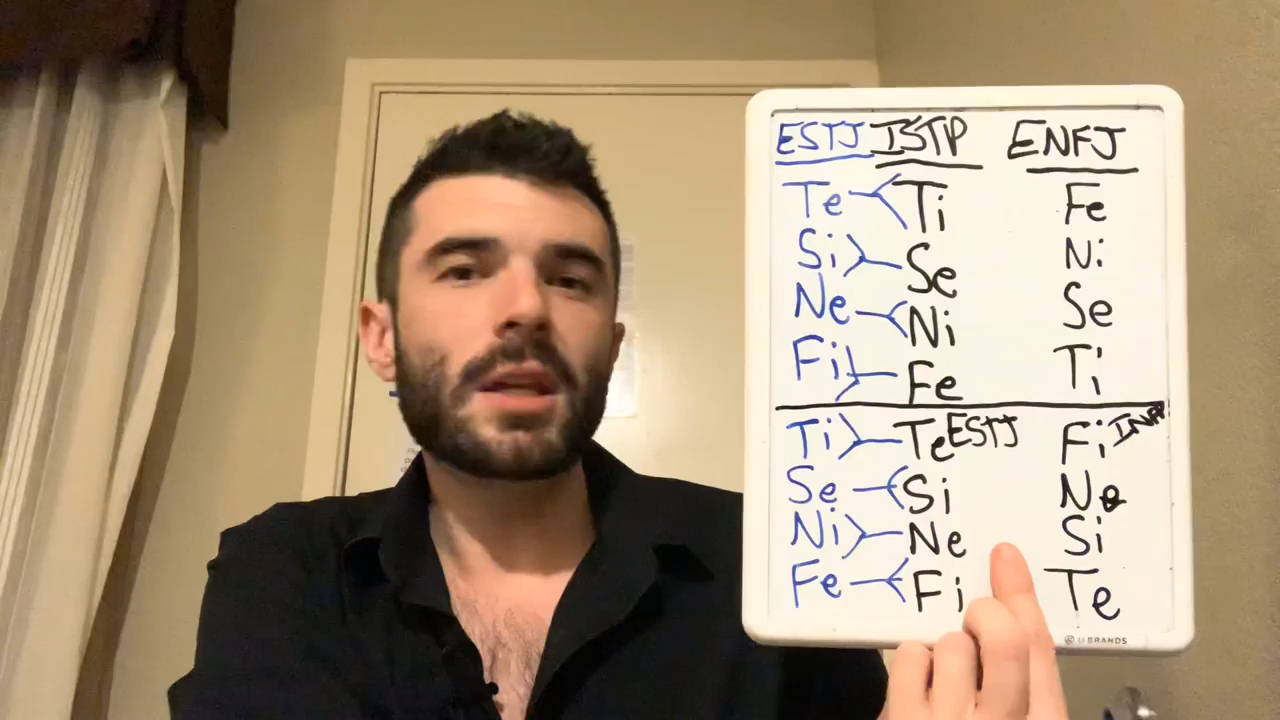 ESTJ ISTP ENFJ
Te Ti Fe
Si Se Ni
Ne Ni Se
Fi Fe Ti
Ti Te ESTJ Fi
Se Si Ne
Ni Ne Si
Fe Fi Te
U BRANDS